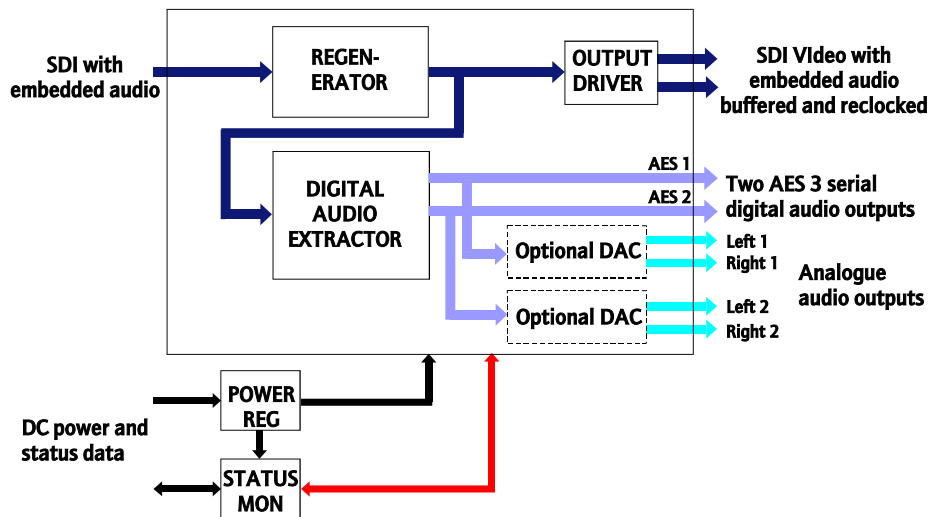 SDI with
embedded audio
REGEN-
ERATOR
OUTPUT
DRIVER
SDI VIdeo with
embedded audio
buffered and reclocked
DIGITAL
AUDIO
EXTRACTOR
AES 1
AES 2
Two AES 3 serial
digital audio outputs
Optional DAC
Left 1
Right 1
Analogue
audio outputs
Optional DAC
Left 2
Right 2
DC power and
status data
POWER
REG
STATUS
MON